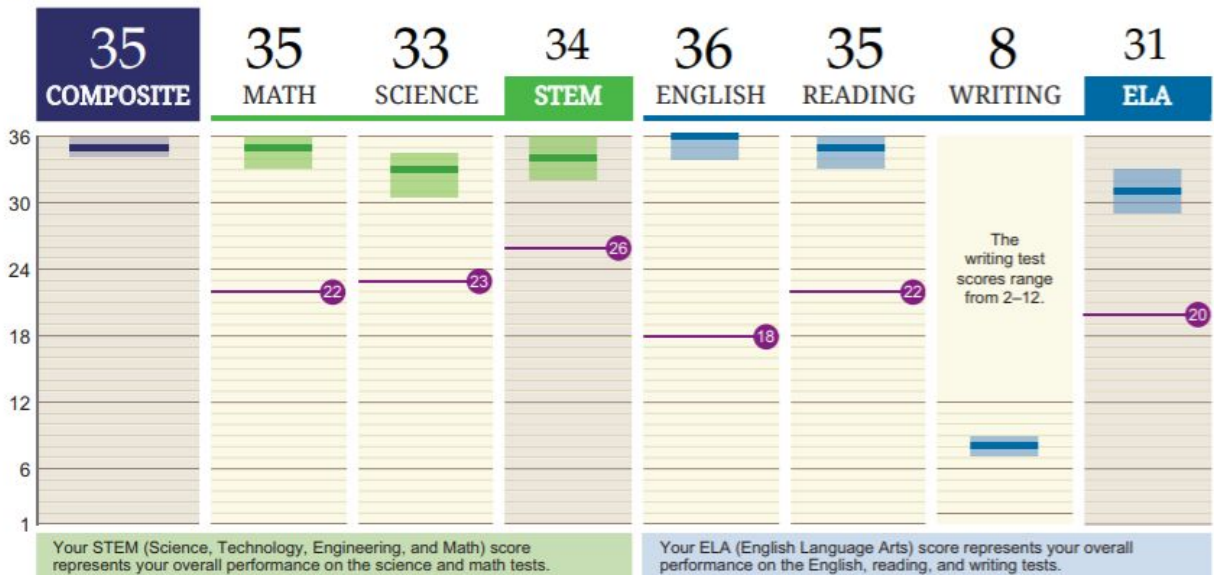 35 35 33 34 36 35 8 31
COMPOSITE MATH SCIENCE STEM ENGLISH READING WRITING ELA
36
30
24
18
12
6
1
22
23
26
18
22
The
writing test
scores range
from 2–12.
20
Your STEM (Science, Technology, Engineering, and Math) score
represents your overall performance on the science and math tests.
Your ELA (English Language Arts) score represents your overall
performance on the English, reading, and writing tests.